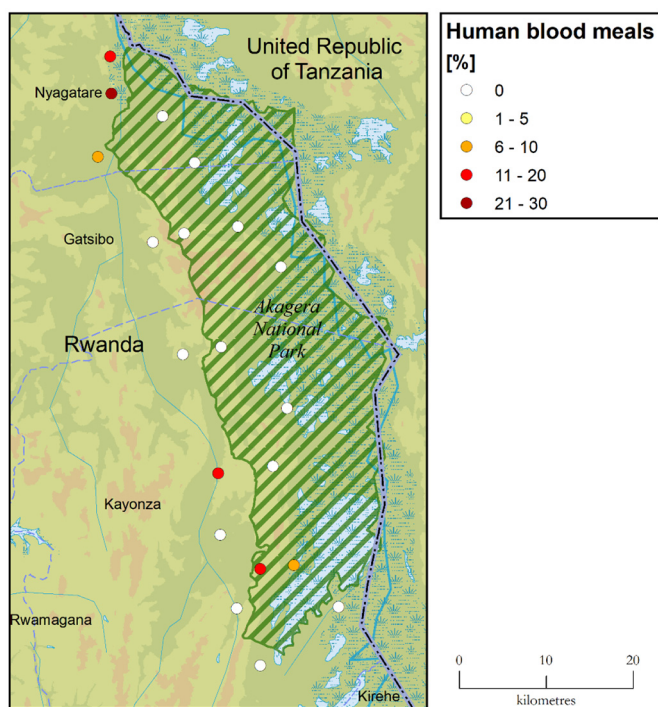 United Republic
of Tanzania
Nyagatare
Gatsibo
Akagera
National
Park
Rwanda
Kayonza
Rwamagana
Kirehe
Human blood meals
[%]
0
1 - 5
6 - 10
11 - 20
21 - 30
0 10 20
kilometres